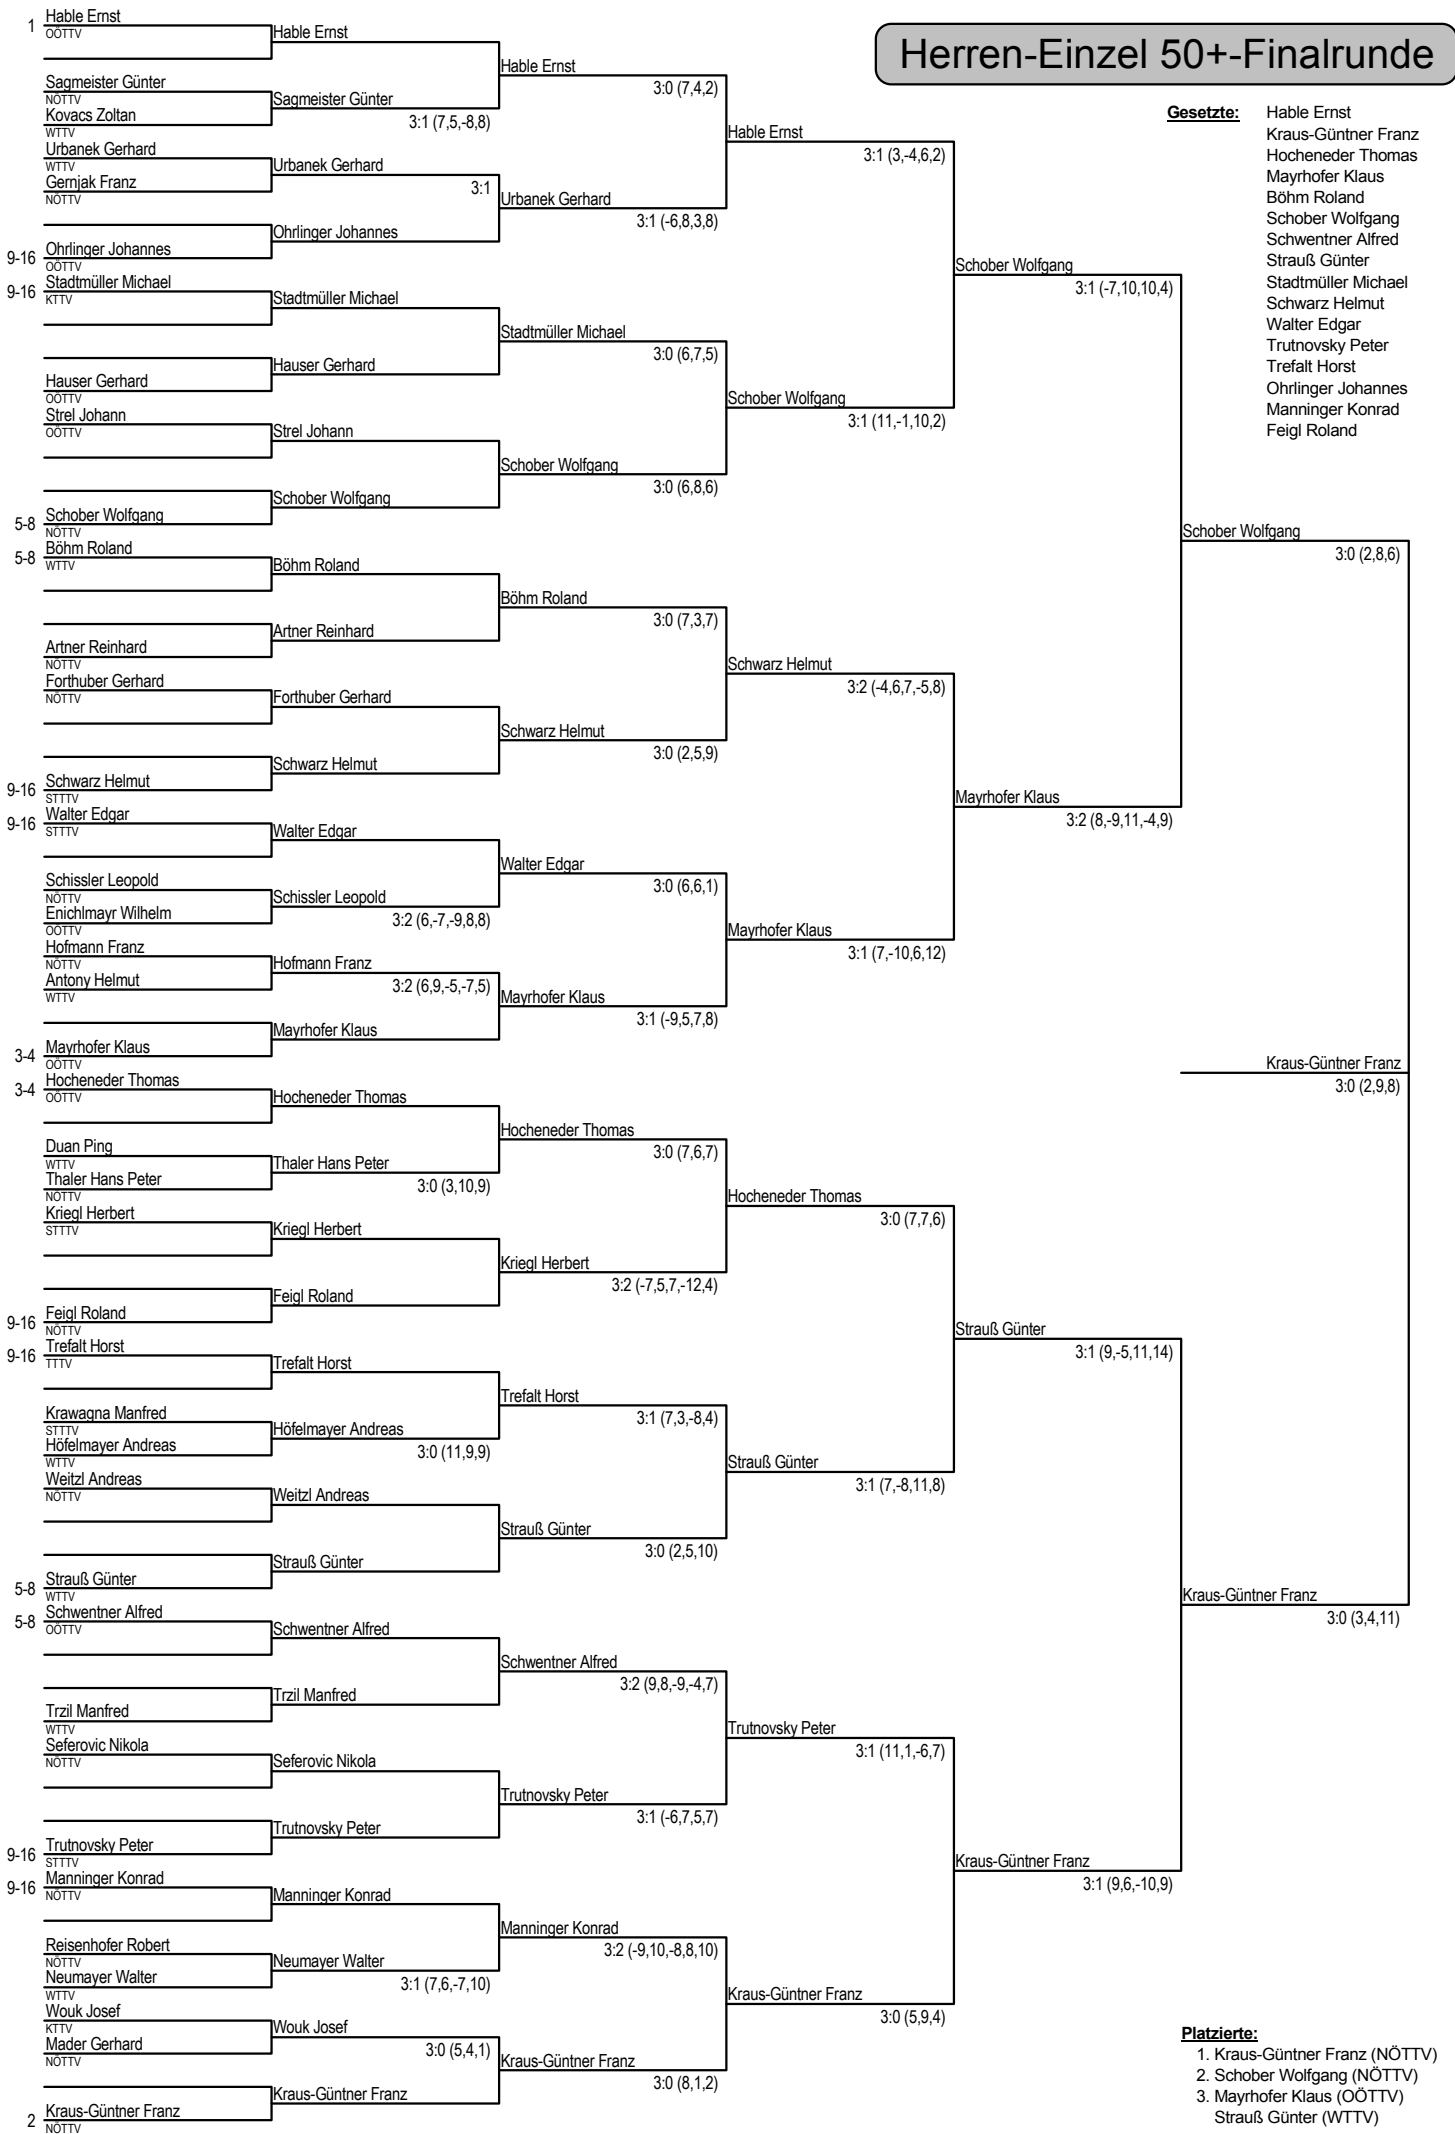 Herren-Einzel 50+-Finalrunde
Gesetzte: Hable Ernst
Kraus-Güntner Franz
Hocheneder Thomas
Mayrhofer Klaus
Böhm Roland
Schober Wolfgang
Schwentner Alfred
Strauß Günter
Stadtmüller Michael
Schwarz Helmut
Walter Edgar
Trutnovsky Peter
Trefalt Horst
Ohrlinger Johannes
Manninger Konrad
Feigl Roland
1 Hable Ernst
OÖTTV
Sagmeister Günter
NÖTTV
Kovacs Zoltan
WTTV
Urbanek Gerhard
WTTV
Gernjak Franz
NÖTTV
9-16 Ohrlinger Johannes
OÖTTV
9-16 Stadtmüller Michael
KTTV
Hauser Gerhard
OÖTTV
Strel Johann
OÖTTV
5-8 Schober Wolfgang
NÖTTV
5-8 Böhm Roland
WTTV
Artner Reinhard
NÖTTV
Forthuber Gerhard
NÖTTV
9-16 Schwarz Helmut
STTTV
9-16 Walter Edgar
STTTV
Schissler Leopold
NÖTTV
Enichlmayr Wilhelm
OÖTTV
Hofmann Franz
NÖTTV
Antony Helmut
WTTV
3-4 Mayrhofer Klaus
OÖTTV
3-4 Hocheneder Thomas
OÖTTV
Duan Ping
WTTV
Thaler Hans Peter
NÖTTV
Kriegl Herbert
STTTV
9-16 Feigl Roland
NÖTTV
9-16 Trefalt Horst
TTTV
Krawagna Manfred
STTTV
Höfelmayer Andreas
WTTV
Weitzl Andreas
NÖTTV
5-8 Strauß Günter
WTTV
5-8 Schwentner Alfred
OÖTTV
Trzil Manfred
WTTV
Seferovic Nikola
NÖTTV
9-16 Trutnovsky Peter
STTTV
9-16 Manninger Konrad
NÖTTV
Reisenhofer Robert
NÖTTV
Neumayer Walter
WTTV
Wouk Josef
KTTV
Mader Gerhard
NÖTTV
2 Kraus-Güntner Franz
NÖTTV
Hable Ernst
Sagmeister Günter
3:1 (7,5,-8,8)
Urbanek Gerhard
3:1
Ohrlinger Johannes
Stadtmüller Michael
Hauser Gerhard
Strel Johann
Schober Wolfgang
Böhm Roland
Artner Reinhard
Forthuber Gerhard
Schwarz Helmut
Walter Edgar
Schissler Leopold
3:2 (6,-7,-9,8,8)
Hofmann Franz
3:2 (6,9,-5,-7,5)
Mayrhofer Klaus
Hocheneder Thomas
Thaler Hans Peter
3:0 (3,10,9)
Kriegl Herbert
Feigl Roland
Trefalt Horst
Höfelmayer Andreas
3:0 (11,9,9)
Weitzl Andreas
Strauß Günter
Schwentner Alfred
Trzil Manfred
Seferovic Nikola
Trutnovsky Peter
Manninger Konrad
Neumayer Walter
3:1 (7,6,-7,10)
Wouk Josef
3:0 (5,4,1)
Kraus-Güntner Franz
Hable Ernst
3:0 (7,4,2)
Urbanek Gerhard
3:1 (-6,8,3,8)
Stadtmüller Michael
3:0 (6,7,5)
Schober Wolfgang
3:0 (6,8,6)
Böhm Roland
3:0 (7,3,7)
Schwarz Helmut
3:0 (2,5,9)
Walter Edgar
3:0 (6,6,1)
Mayrhofer Klaus
3:1 (-9,5,7,8)
Hocheneder Thomas
3:0 (7,6,7)
Kriegl Herbert
3:2 (-7,5,7,-12,4)
Trefalt Horst
3:1 (7,3,-8,4)
Strauß Günter
3:0 (2,5,10)
Schwentner Alfred
3:2 (9,8,-9,-4,7)
Trutnovsky Peter
3:1 (-6,7,5,7)
Manninger Konrad
3:2 (-9,10,-8,8,10)
Kraus-Güntner Franz
3:0 (8,1,2)
Hable Ernst
3:1 (3,-4,6,2)
Schober Wolfgang
3:1 (11,-1,10,2)
Schwarz Helmut
3:2 (-4,6,7,-5,8)
Mayrhofer Klaus
3:1 (7,-10,6,12)
Hocheneder Thomas
3:0 (7,7,6)
Strauß Günter
3:1 (7,-8,11,8)
Trutnovsky Peter
3:1 (11,1,-6,7)
Kraus-Güntner Franz
3:0 (5,9,4)
Schober Wolfgang
3:1 (-7,10,10,4)
Mayrhofer Klaus
3:2 (8,-9,11,-4,9)
Strauß Günter
3:1 (9,-5,11,14)
Kraus-Güntner Franz
3:1 (9,6,-10,9)
Schober Wolfgang
3:0 (2,8,6)
Kraus-Güntner Franz
3:0 (3,4,11)
Kraus-Güntner Franz
3:0 (2,9,8)
Platzierte:
1. Kraus-Güntner Franz (NÖTTV)
2. Schober Wolfgang (NÖTTV)
3. Mayrhofer Klaus (OÖTTV)
Strauß Günter (WTTV)